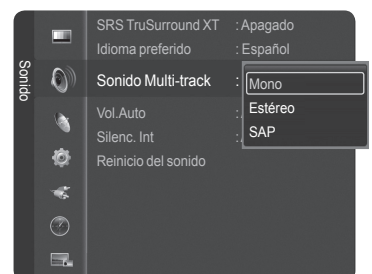 Sonido
SRS TruSurround XT : Apagado
Idioma preferido : Español
Sonido Multi-track :
Mono
Estéreo
SAP
Vol.Auto :
Silenc. Int :
Reinicio del sonido